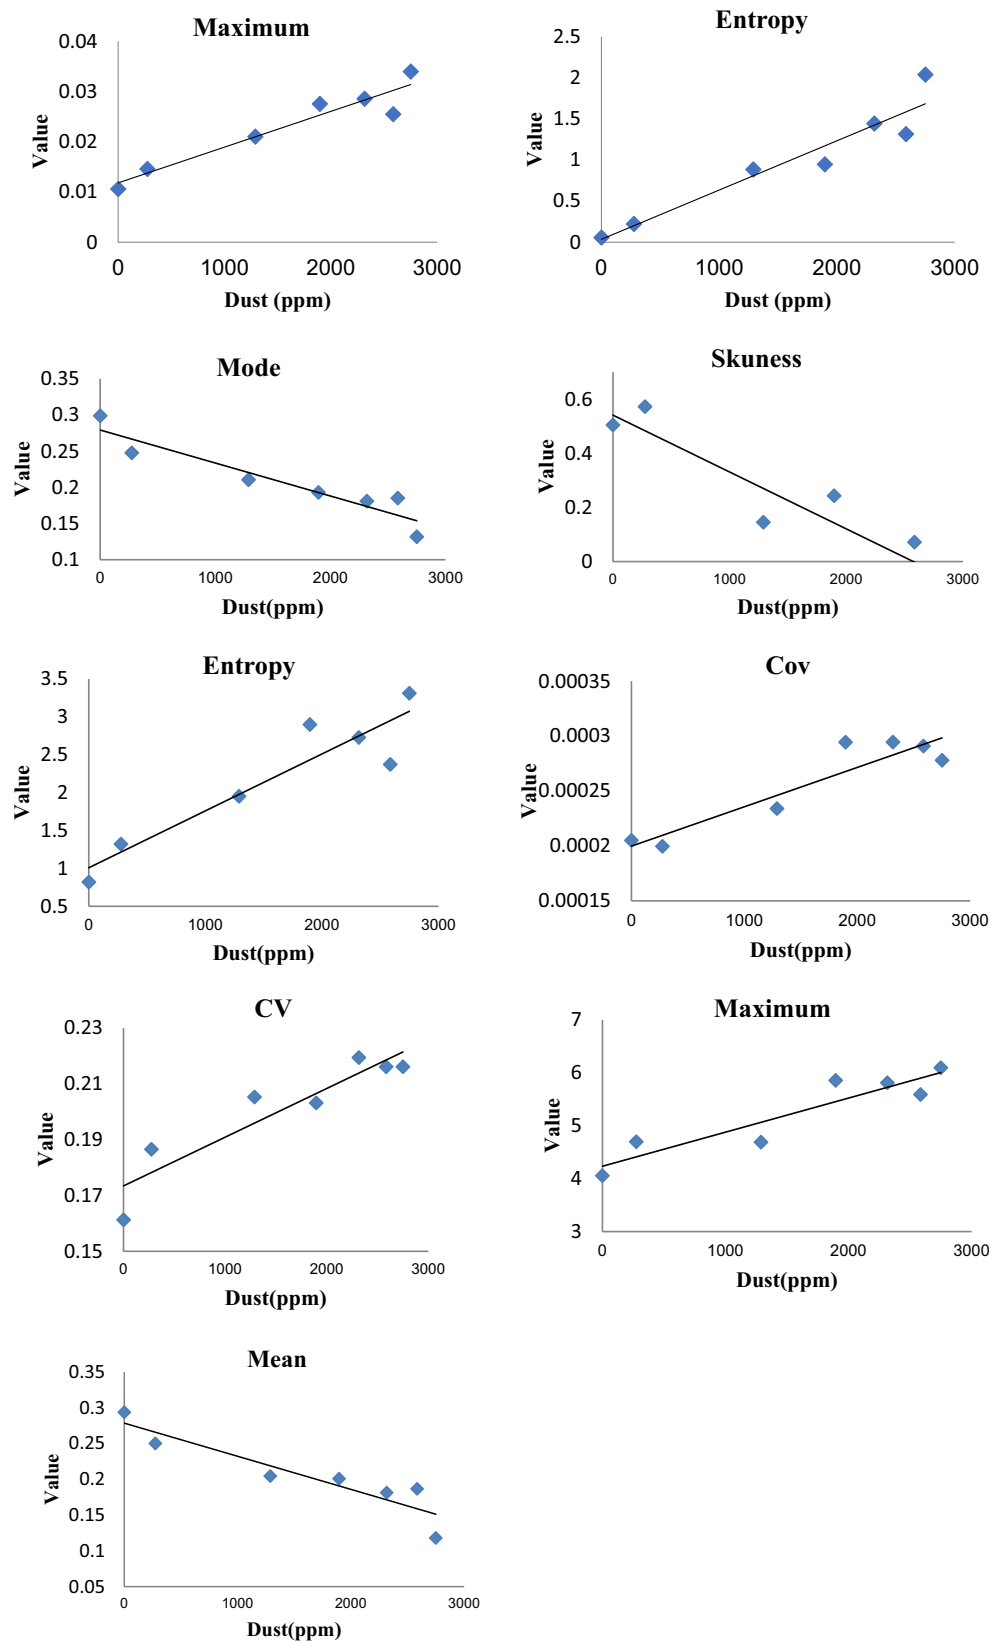 Maximum
0.04
0.03
0.02
0.01
0
Value
0 1000 2000 3000
Dust (ppm)
Entropy
2.5
2
1.5
1
0.5
0
Value
0 1000 2000 3000
Dust (ppm)
Mode
0.35
0.3
0.25
0.2
0.15
0.1
Value
0 1000 2000 3000
Dust(ppm)
Skuness
0.6
0.4
0.2
0
Value
0 1000 2000 3000
Dust(ppm)
Entropy
3.5
3
2.5
2
1.5
1
0.5
Value
0 1000 2000 3000
Dust(ppm)
Cov
0.00035
0.0003
0.00025
0.0002
0.00015
Value
0 1000 2000 3000
Dust(ppm)
CV
0.23
0.21
0.19
0.17
0.15
Value
0 1000 2000 3000
Dust(ppm)
Maximum
7
6
5
4
3
Value
0 1000 2000 3000
Dust(ppm)
Mean
0.35
0.3
0.25
0.2
0.15
0.1
0.05
Value
0 1000 2000 3000
Dust(ppm)